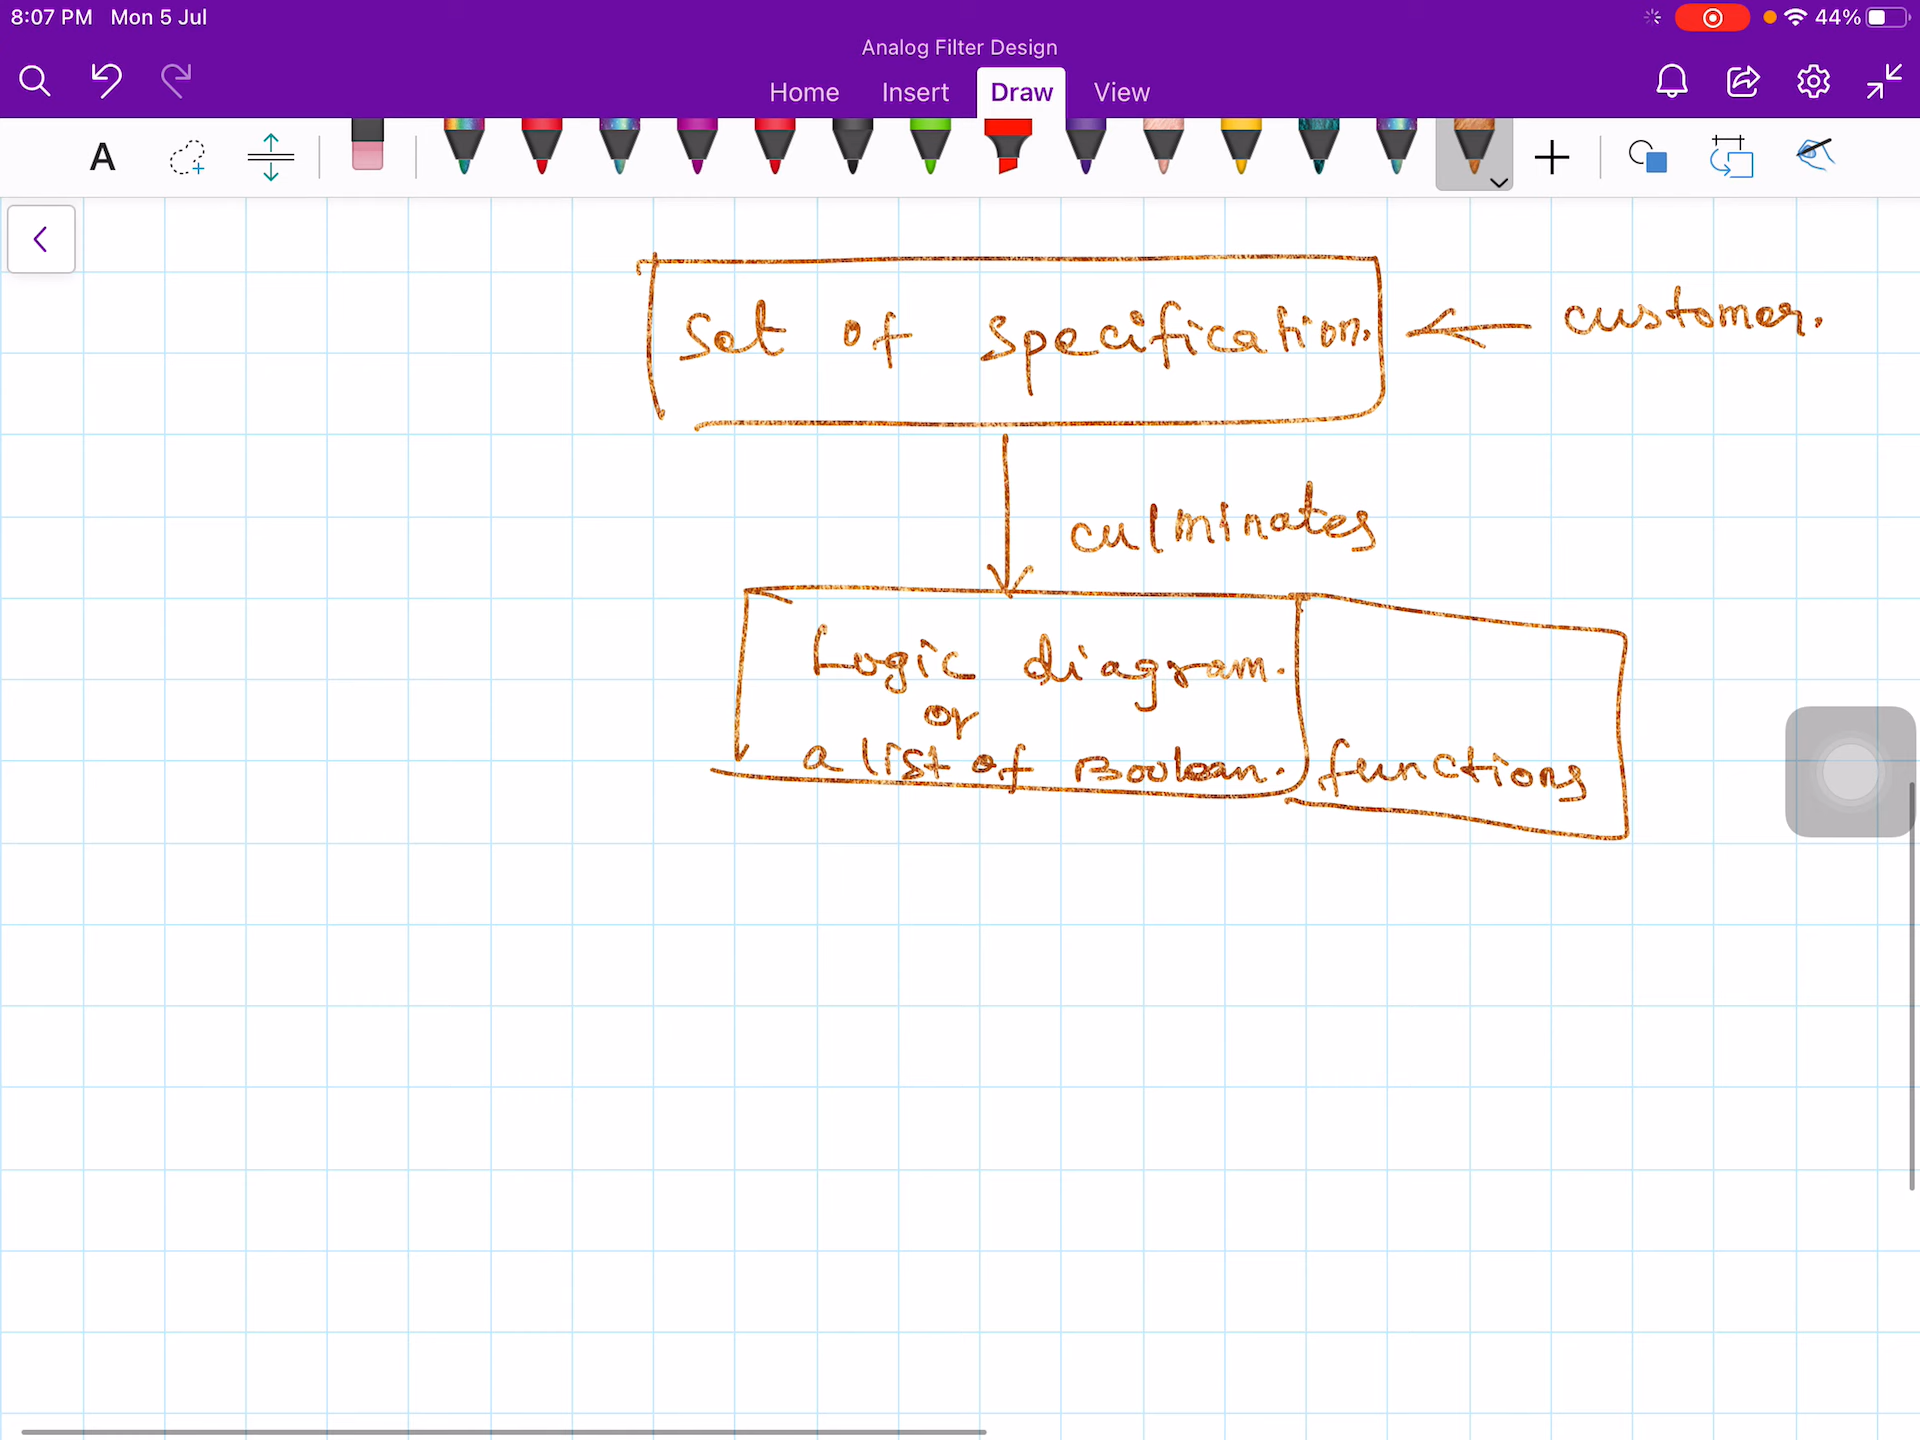 8:07 PM Mon 5 Jul 44%
Analog Filter Design
Home Insert Draw View
A
Set of specification. ← customer.
culminates
Logic diagram.
or
a list of Boolean. functions